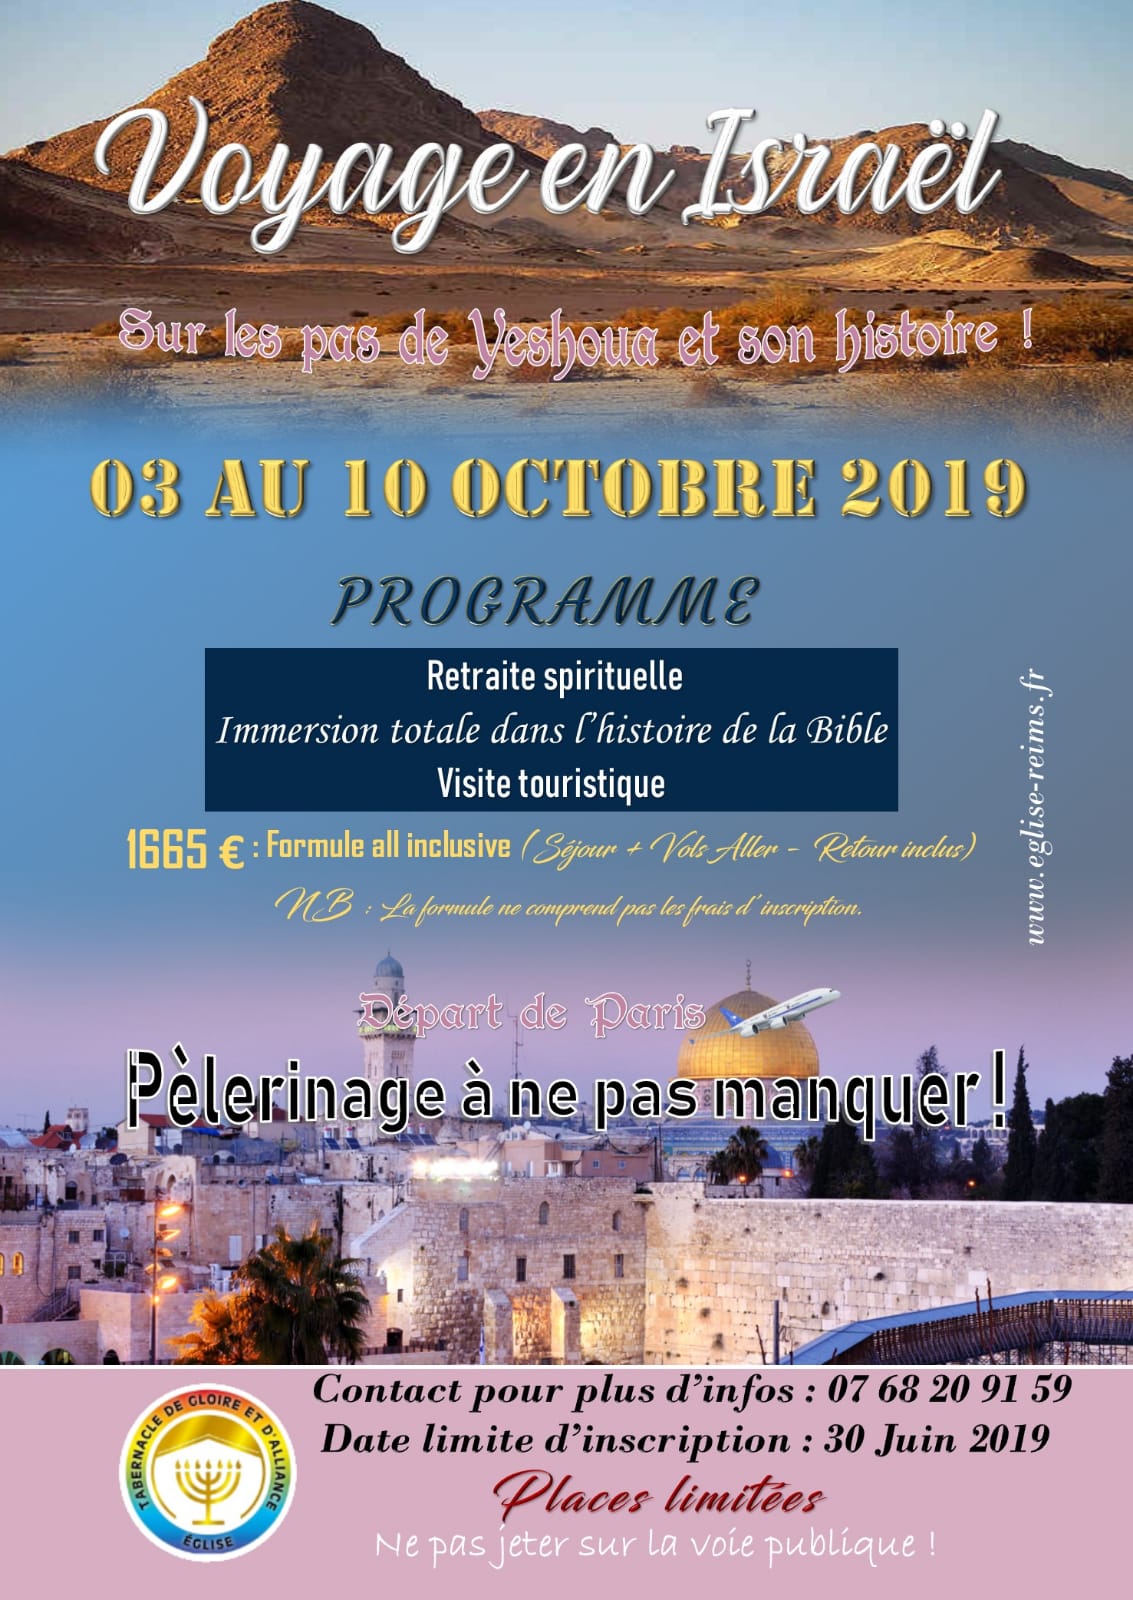 Voyage en Israël
Sur les pas de Yeshoua et son histoire !
03 AU 10 OCTOBRE 2019
PROGRAMME
Retraite spirituelle
Immersion totale dans l'histoire de la Bible
Visite touristique
1665 € : Formule all inclusive (Séjour + Vols Aller - Retour inclus)
NB : La formule ne comprend pas les frais d'inscription.
www.eglise-reims.fr
Départ de Paris
Pèlerinage à ne pas manquer !
Contact pour plus d'infos : 07 68 20 91 59
Date limite d'inscription : 30 Juin 2019
Places limitées
Ne pas jeter sur la voie publique !
TABERNACLE DE GLOIRE ET D'ALLIANCE
ÉGLISE